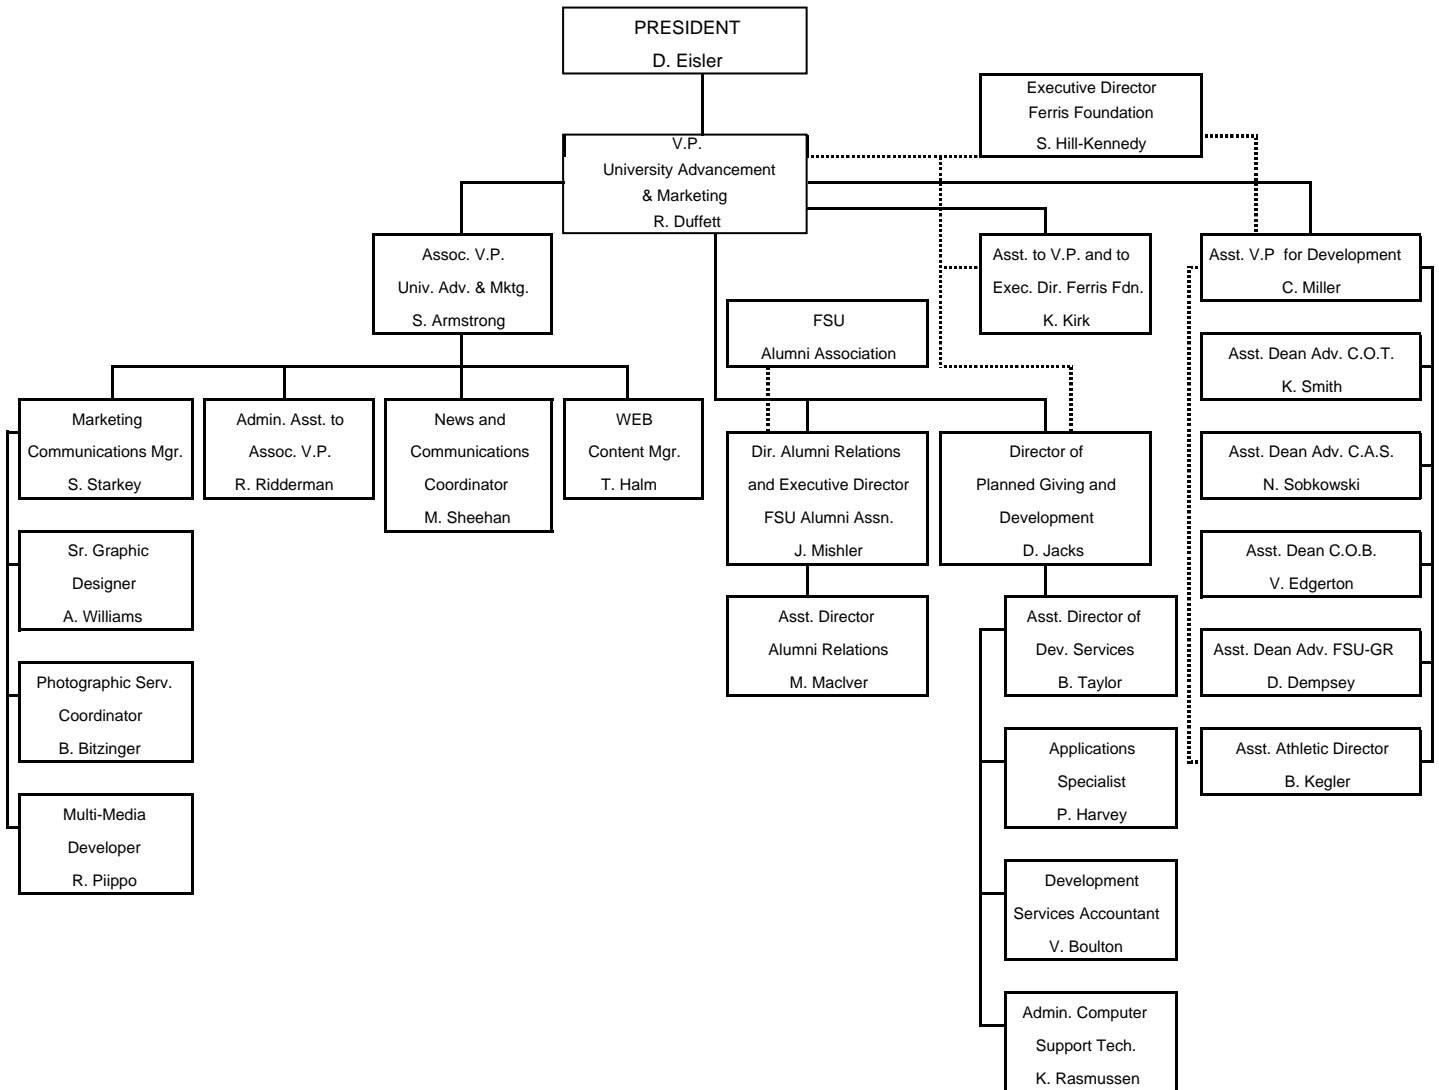 PRESIDENT
D. Eisler
Executive Director
Ferris Foundation
S. Hill-Kennedy
V.P.
University Advancement
& Marketing
R. Duffett
Assoc. V.P.
Univ. Adv. & Mktg.
S. Armstrong
Asst. to V.P. and to
Exec. Dir. Ferris Fdn.
K. Kirk
Asst. V.P for Development
C. Miller
FSU
Alumni Association
Asst. Dean Adv. C.O.T.
K. Smith
Marketing
Communications Mgr.
S. Starkey
Admin. Asst. to
Assoc. V.P.
R. Ridderman
News and
Communications
Coordinator
M. Sheehan
WEB
Content Mgr.
T. Halm
Dir. Alumni Relations
and Executive Director
FSU Alumni Assn.
J. Mishler
Director of
Planned Giving and
Development
D. Jacks
Asst. Dean Adv. C.A.S.
N. Sobkowski
Sr. Graphic
Designer
A. Williams
Asst. Dean C.O.B.
V. Edgerton
Asst. Director
Alumni Relations
M. MacIver
Asst. Director of
Dev. Services
B. Taylor
Asst. Dean Adv. FSU-GR
D. Dempsey
Photographic Serv.
Coordinator
B. Bitzinger
Applications
Specialist
P. Harvey
Asst. Athletic Director
B. Kegler
Multi-Media
Developer
R. Piippo
Development
Services Accountant
V. Boulton
Admin. Computer
Support Tech.
K. Rasmussen